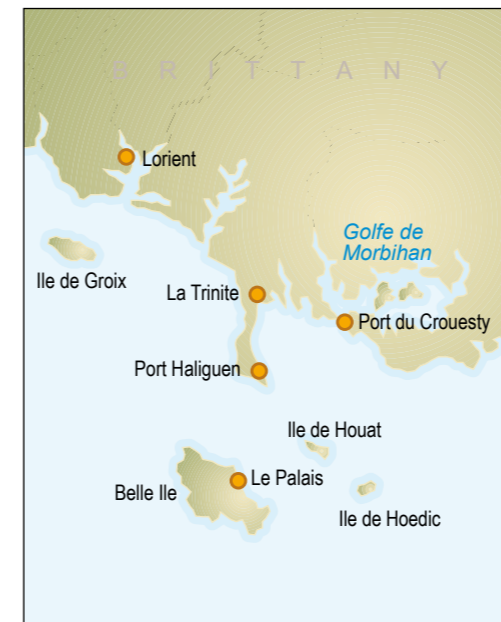 BRITTANY
Lorient
Golfe de
Morbihan
Ile de Groix
La Trinite
Port du Crouesty
Port Haliguen
Ile de Houat
Le Palais
Belle Ile
Ile de Hoedic